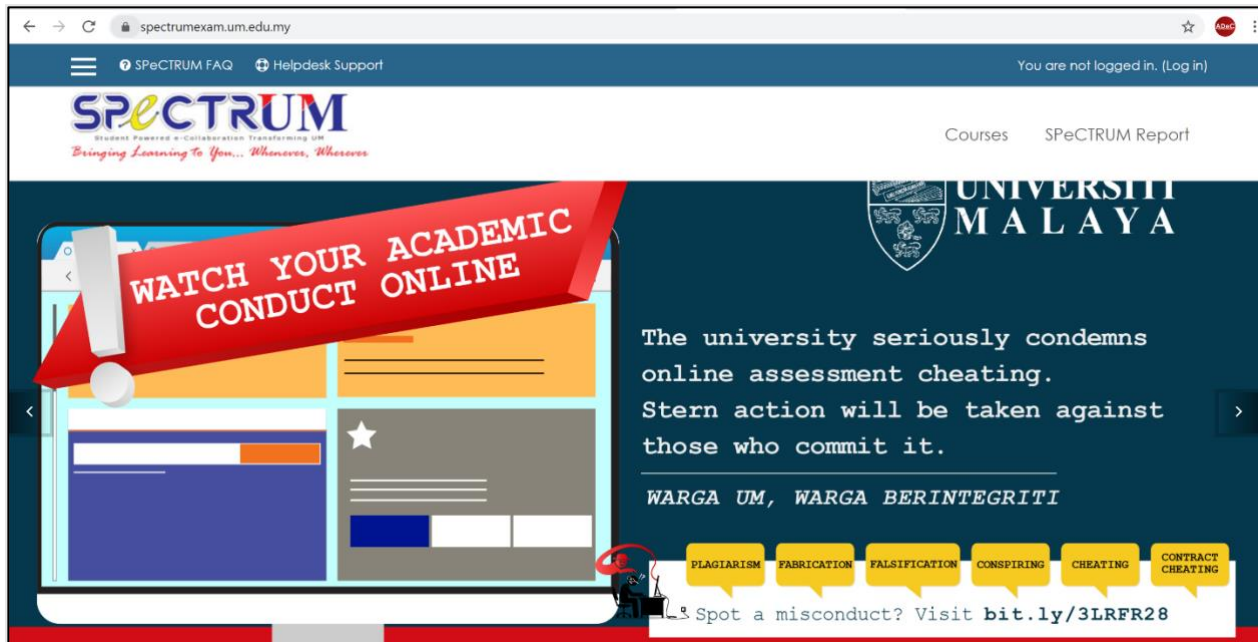 spectrumexam.um.edu.my
ADeC
SPeCTRUM FAQ
Helpdesk Support
You are not logged in. (Log in)
SPeCTRUM
Student Powered e-Collaboration Transforming UM
Bringing Learning to You... Whenever, Wherever
Courses
SPeCTRUM Report
UNIVERSITI
MALAYA
WATCH YOUR ACADEMIC
CONDUCT ONLINE
The university seriously condemns
online assessment cheating.
Stern action will be taken against
those who commit it.
WARGA UM, WARGA BERINTEGRITI
PLAGIARISM
FABRICATION
FALSIFICATION
CONSPIRING
CHEATING
CONTRACT
CHEATING
Spot a misconduct? Visit bit.ly/3LRFR28